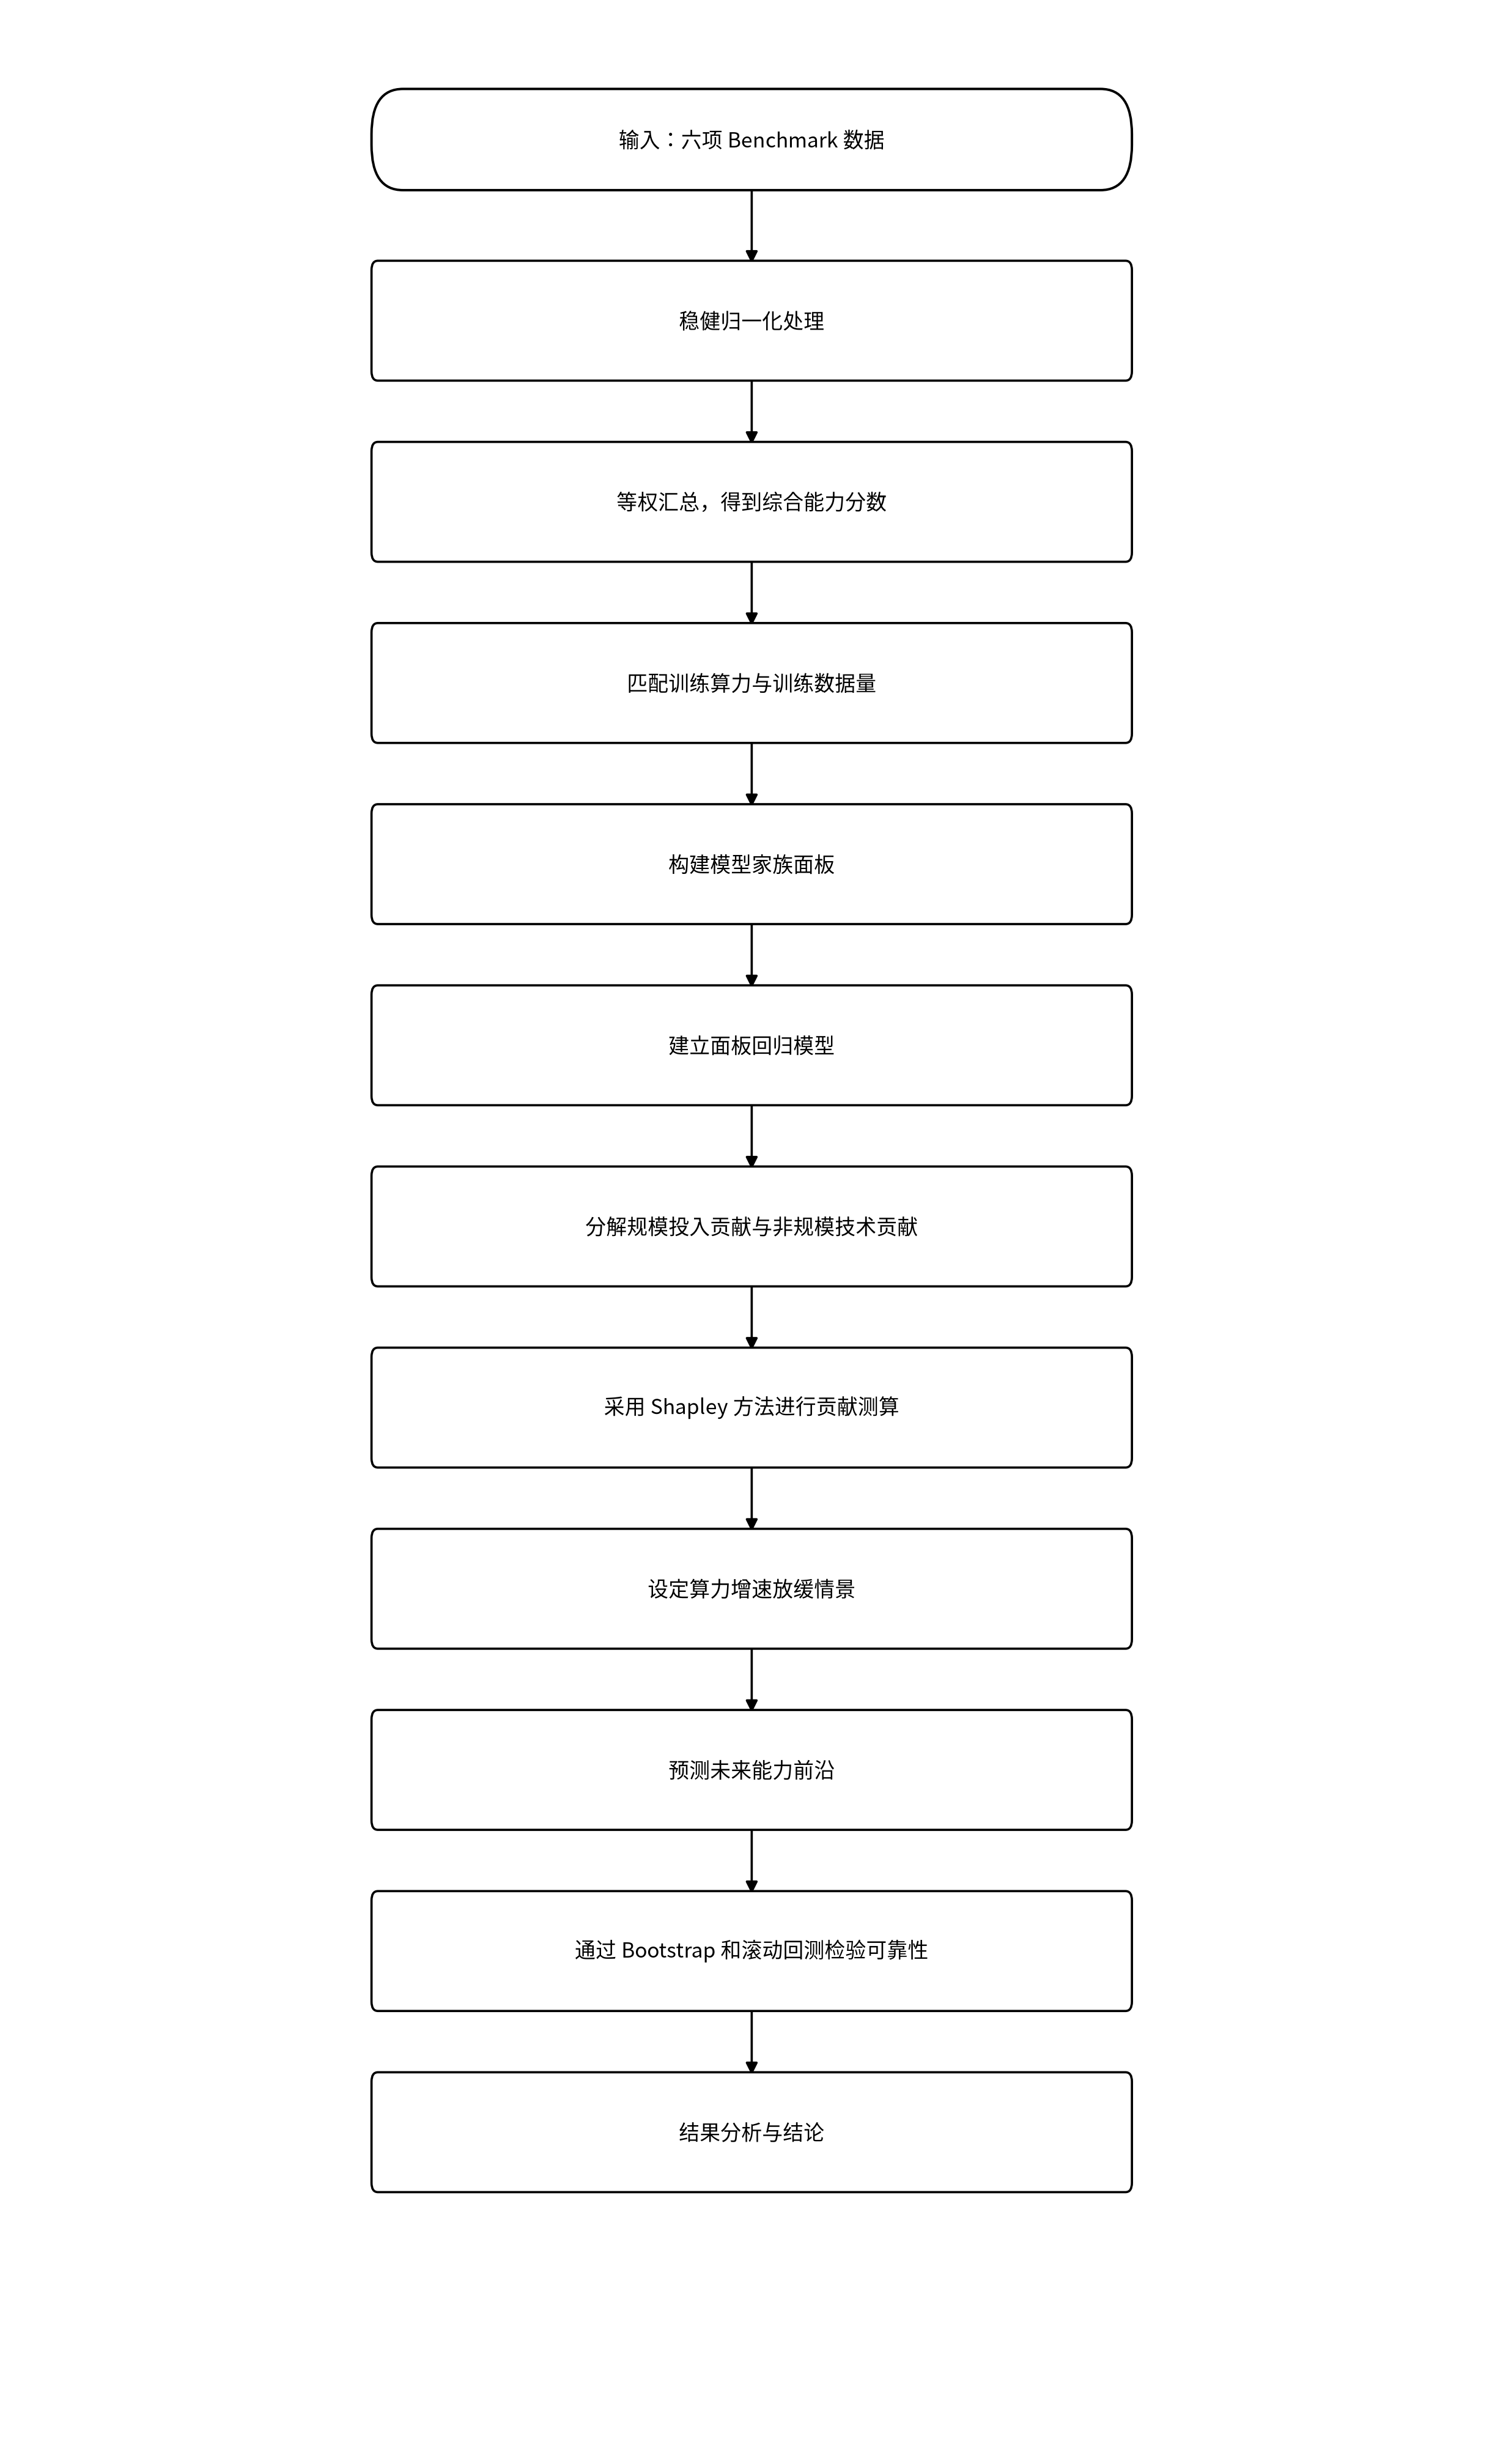 输入：六项 Benchmark 数据
稳健归一化处理
等权汇总，得到综合能力分数
匹配训练算力与训练数据量
构建模型家族面板
建立面板回归模型
分解规模投入贡献与非规模技术贡献
采用 Shapley 方法进行贡献测算
设定算力增速放缓情景
预测未来能力前沿
通过 Bootstrap 和滚动回测检验可靠性
结果分析与结论